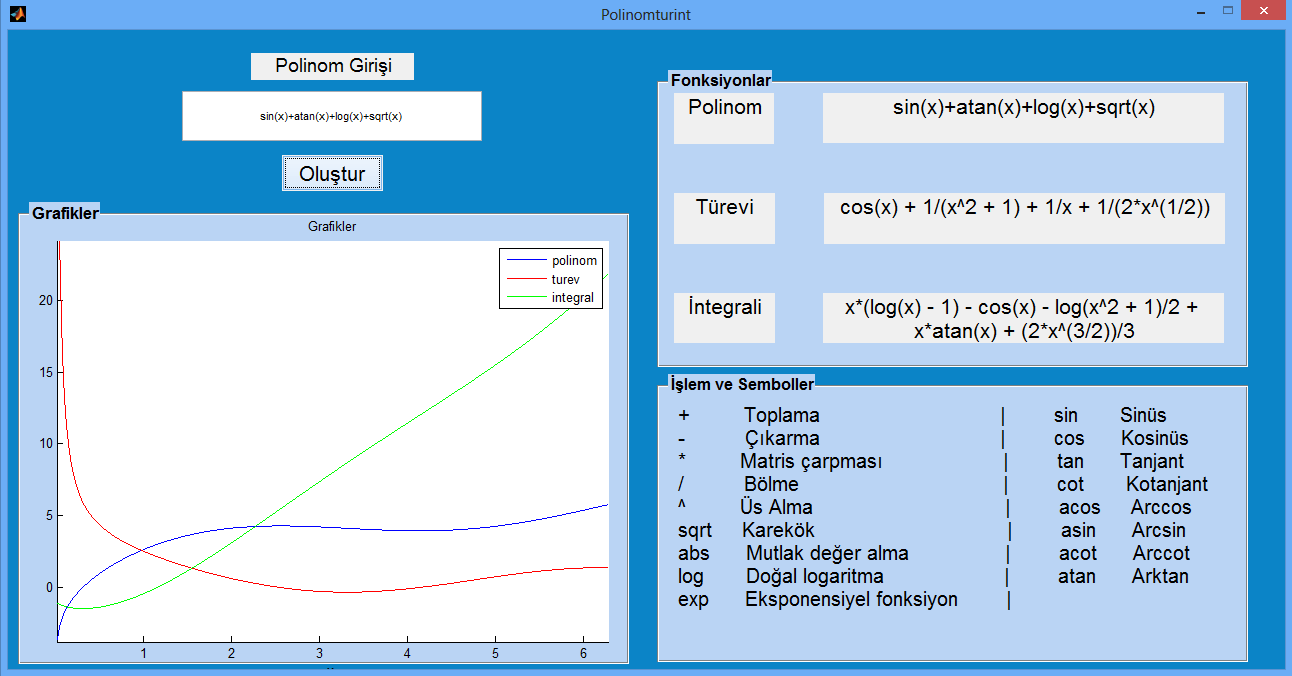 Polinomturint
Polinom Girişi
sin(x)+atan(x)+log(x)+sqrt(x)
Oluştur
Grafikler
Grafikler
polinom
turev
integral
20
15
10
5
0
1 2 3 4 5 6
Fonksiyonlar
Polinom sin(x)+atan(x)+log(x)+sqrt(x)
Türevi cos(x) + 1/(x^2 + 1) + 1/x + 1/(2*x^(1/2))
İntegrali x*(log(x) - 1) - cos(x) - log(x^2 + 1)/2 +
x*atan(x) + (2*x^(3/2))/3
İşlem ve Semboller
+ Toplama | sin Sinüs
- Çıkarma | cos Kosinüs
* Matris çarpması | tan Tanjant
/ Bölme | cot Kotanjant
^ Üs Alma | acos Arccos
sqrt Karekök | asin Arcsin
abs Mutlak değer alma | acot Arccot
log Doğal logaritma | atan Arktan
exp Eksponensiyel fonksiyon |